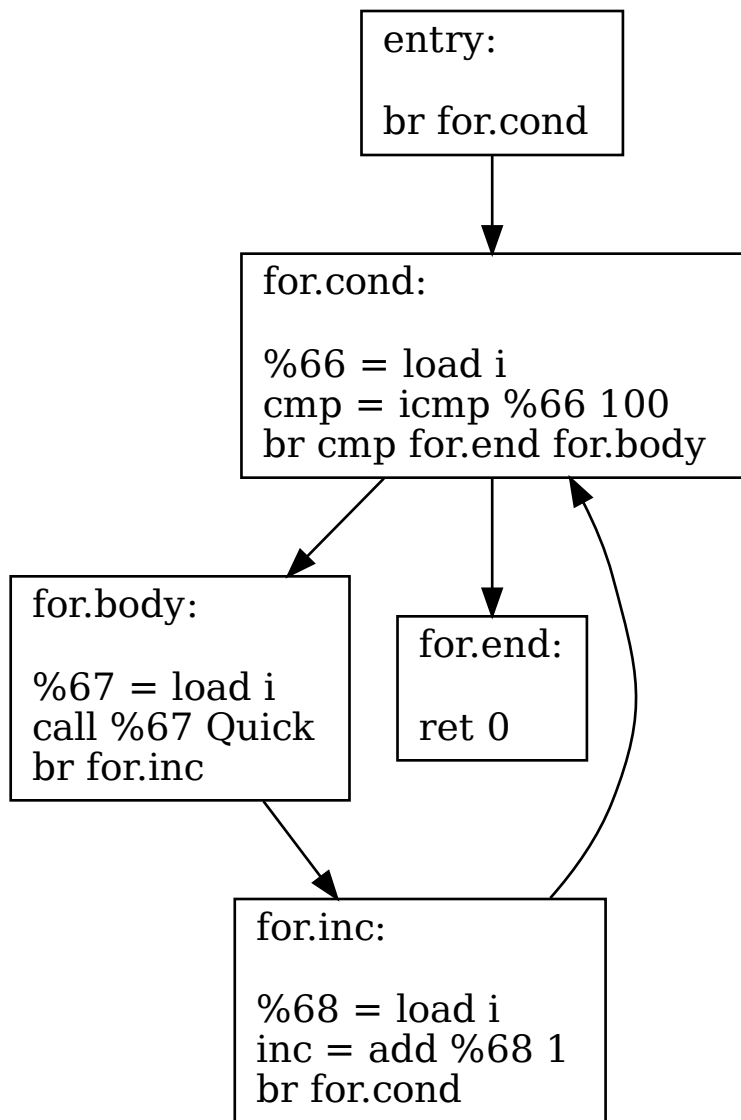 entry:
br for.cond
for.cond:
%66 = load i
cmp = icmp %66 100
br cmp for.end for.body
for.body:
%67 = load i
call %67 Quick
br for.inc
for.end:
ret 0
for.inc:
%68 = load i
inc = add %68 1
br for.cond